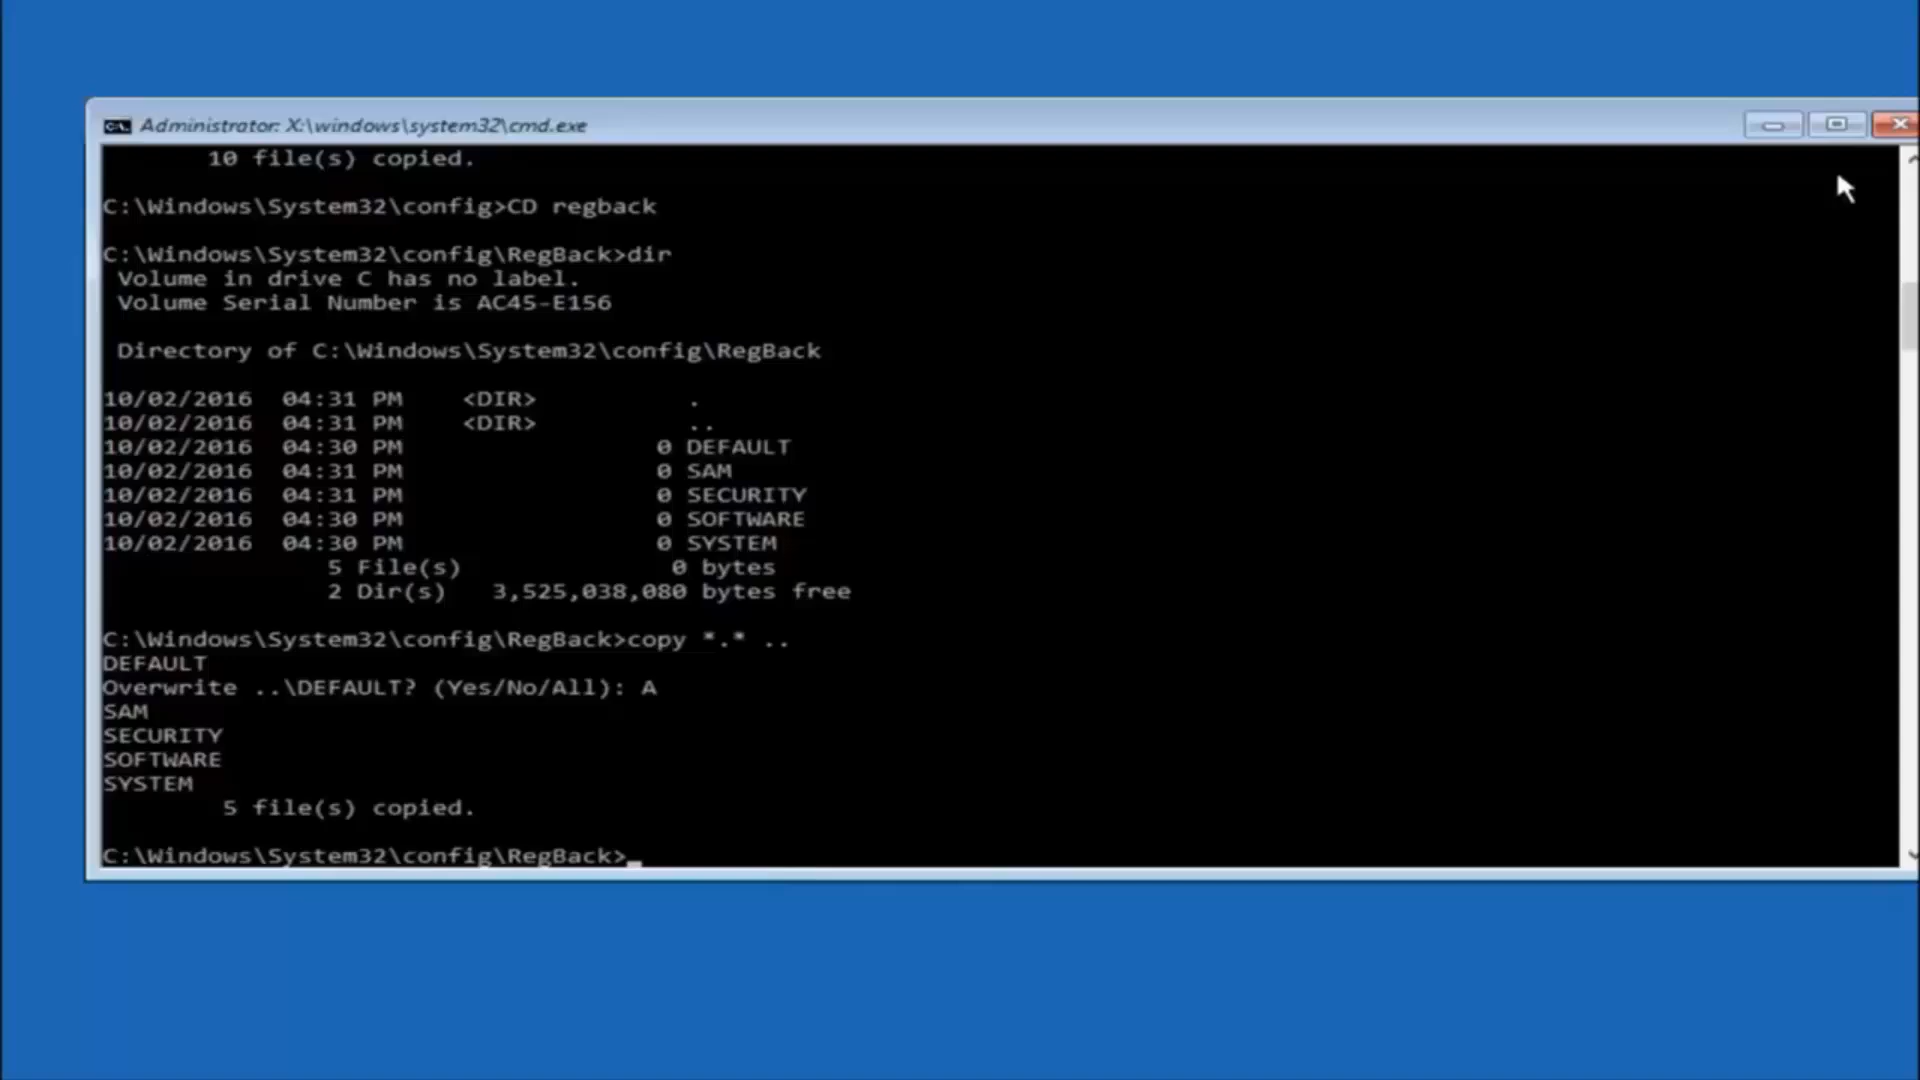 Administrator: X:\windows\system32\cmd.exe
10 file(s) copied.
C:\Windows\System32\config>CD regback
C:\Windows\System32\config\RegBack>dir
Volume in drive C has no label.
Volume Serial Number is AC45-E156
Directory of C:\Windows\System32\config\RegBack
10/02/2016  04:31 PM    <DIR>          .
10/02/2016  04:31 PM    <DIR>          ..
10/02/2016  04:30 PM                 0 DEFAULT
10/02/2016  04:31 PM                 0 SAM
10/02/2016  04:31 PM                 0 SECURITY
10/02/2016  04:30 PM                 0 SOFTWARE
10/02/2016  04:30 PM                 0 SYSTEM
5 File(s)              0 bytes
2 Dir(s)   3,525,038,080 bytes free
C:\Windows\System32\config\RegBack>copy *.* ..
DEFAULT
Overwrite ..\DEFAULT? (Yes/No/All): A
SAM
SECURITY
SOFTWARE
SYSTEM
5 file(s) copied.
C:\Windows\System32\config\RegBack>_